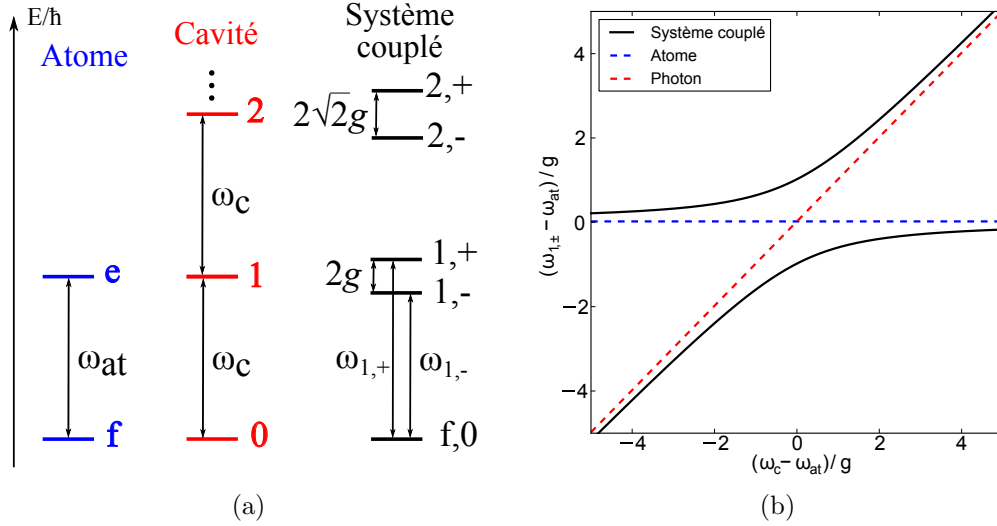 E/ħ
Atome
Cavité
Système
couplé
2
2,+
2√2g
2,-
ωc
e
1
1,+
2g
1,-
ωat
ωc
ω1,+
ω1,-
f
0
f,0
(a)
Système couplé
Atome
Photon
4
2
0
−2
−4
(ω1,± − ωat) / g
−4 −2 0 2 4
(ωc − ωat) / g
(b)